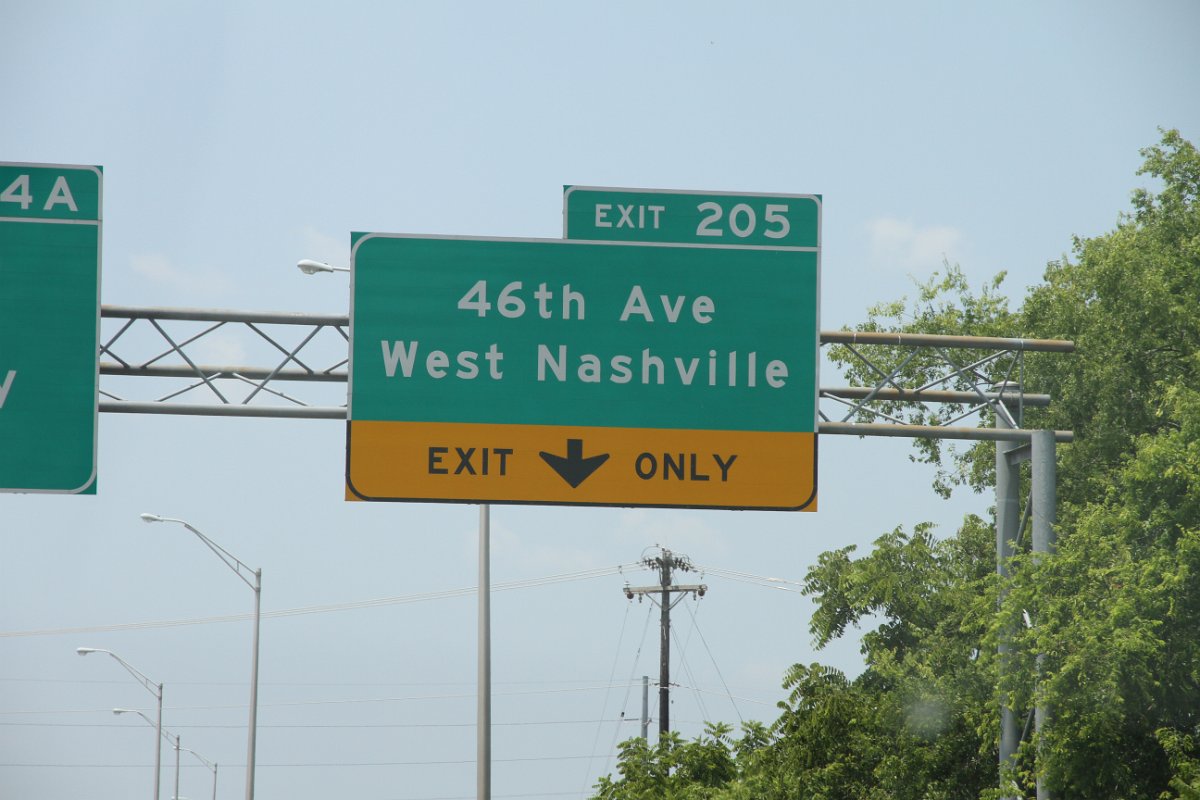 4A
EXIT 205
46th Ave
West Nashville
y
EXIT ONLY